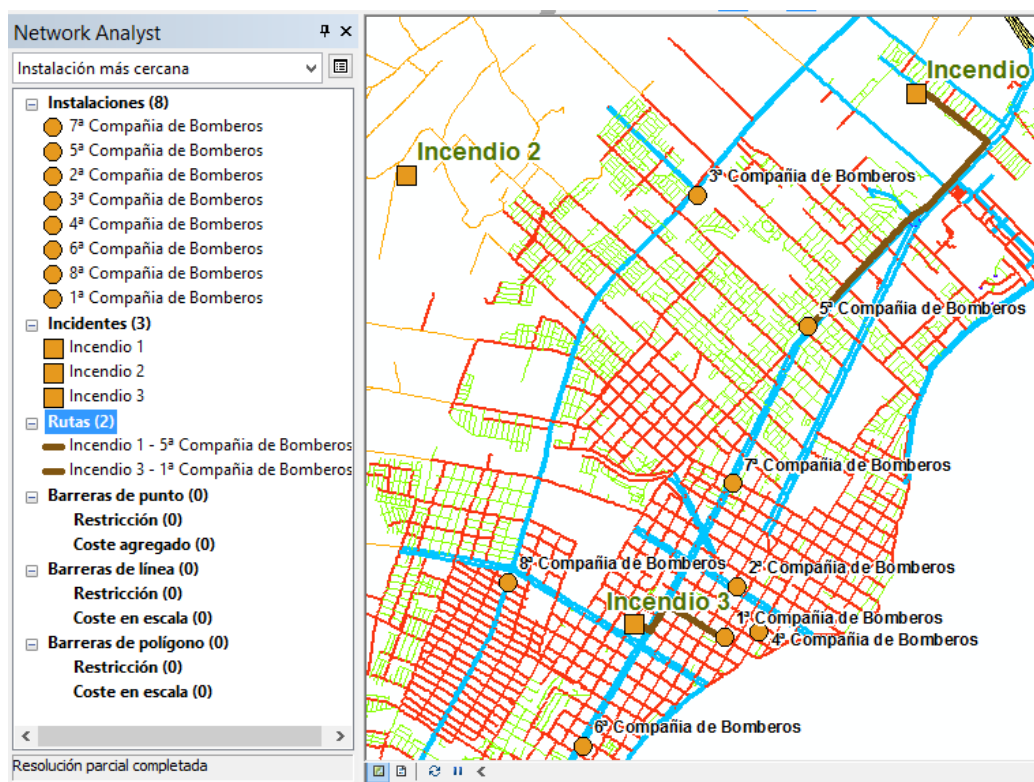 Network Analyst
Instalación más cercana
Instalaciones (8)
7ª Compañia de Bomberos
5ª Compañia de Bomberos
2ª Compañia de Bomberos
3ª Compañia de Bomberos
4ª Compañia de Bomberos
6ª Compañia de Bomberos
8ª Compañia de Bomberos
1ª Compañia de Bomberos
Incidentes (3)
Incendio 1
Incendio 2
Incendio 3
Rutas (2)
Incendio 1 - 5ª Compañia de Bomberos
Incendio 3 - 1ª Compañia de Bomberos
Barreras de punto (0)
Restricción (0)
Coste agregado (0)
Barreras de línea (0)
Restricción (0)
Coste en escala (0)
Barreras de polígono (0)
Restricción (0)
Coste en escala (0)
Resolución parcial completada
Incendio
Incendio 2
3ª Compañia de Bomberos
5ª Compañia de Bomberos
7ª Compañia de Bomberos
8ª Compañia de Bomberos
2ª Compañia de Bomberos
Incendio 3
1ª Compañia de Bomberos
4ª Compañia de Bomberos
6ª Compañia de Bomberos